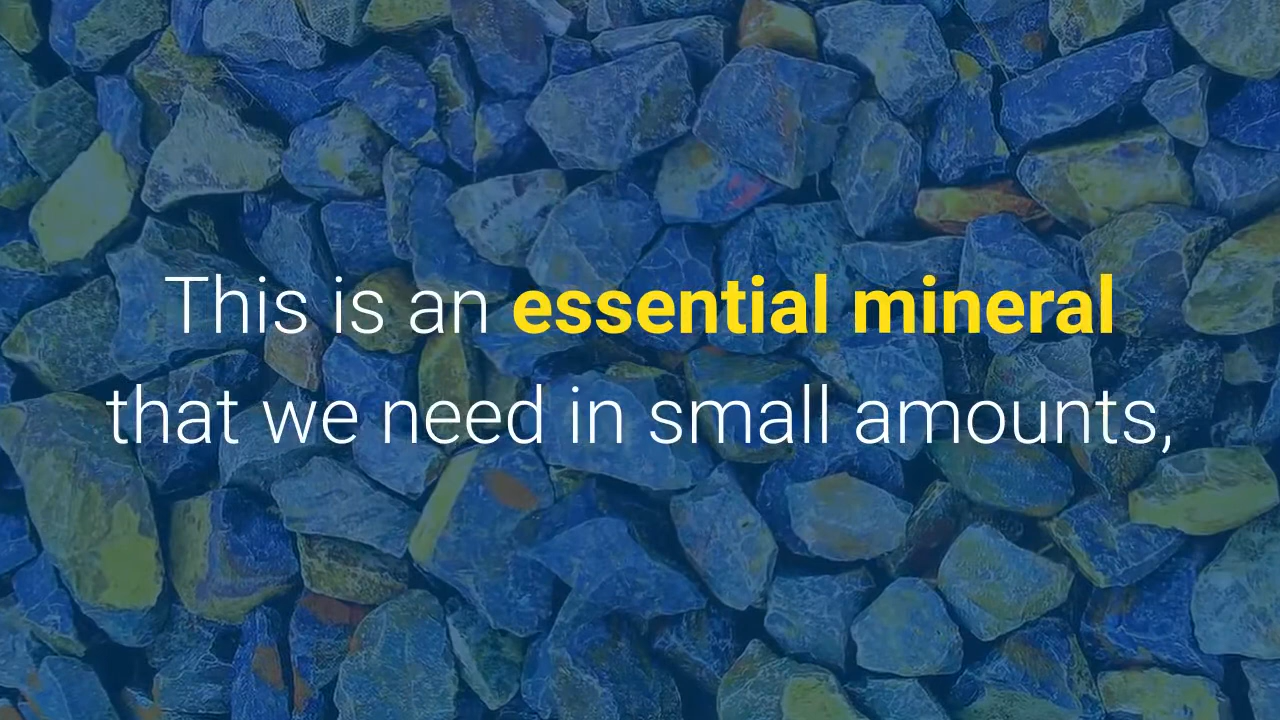 This is an essential mineral
that we need in small amounts,